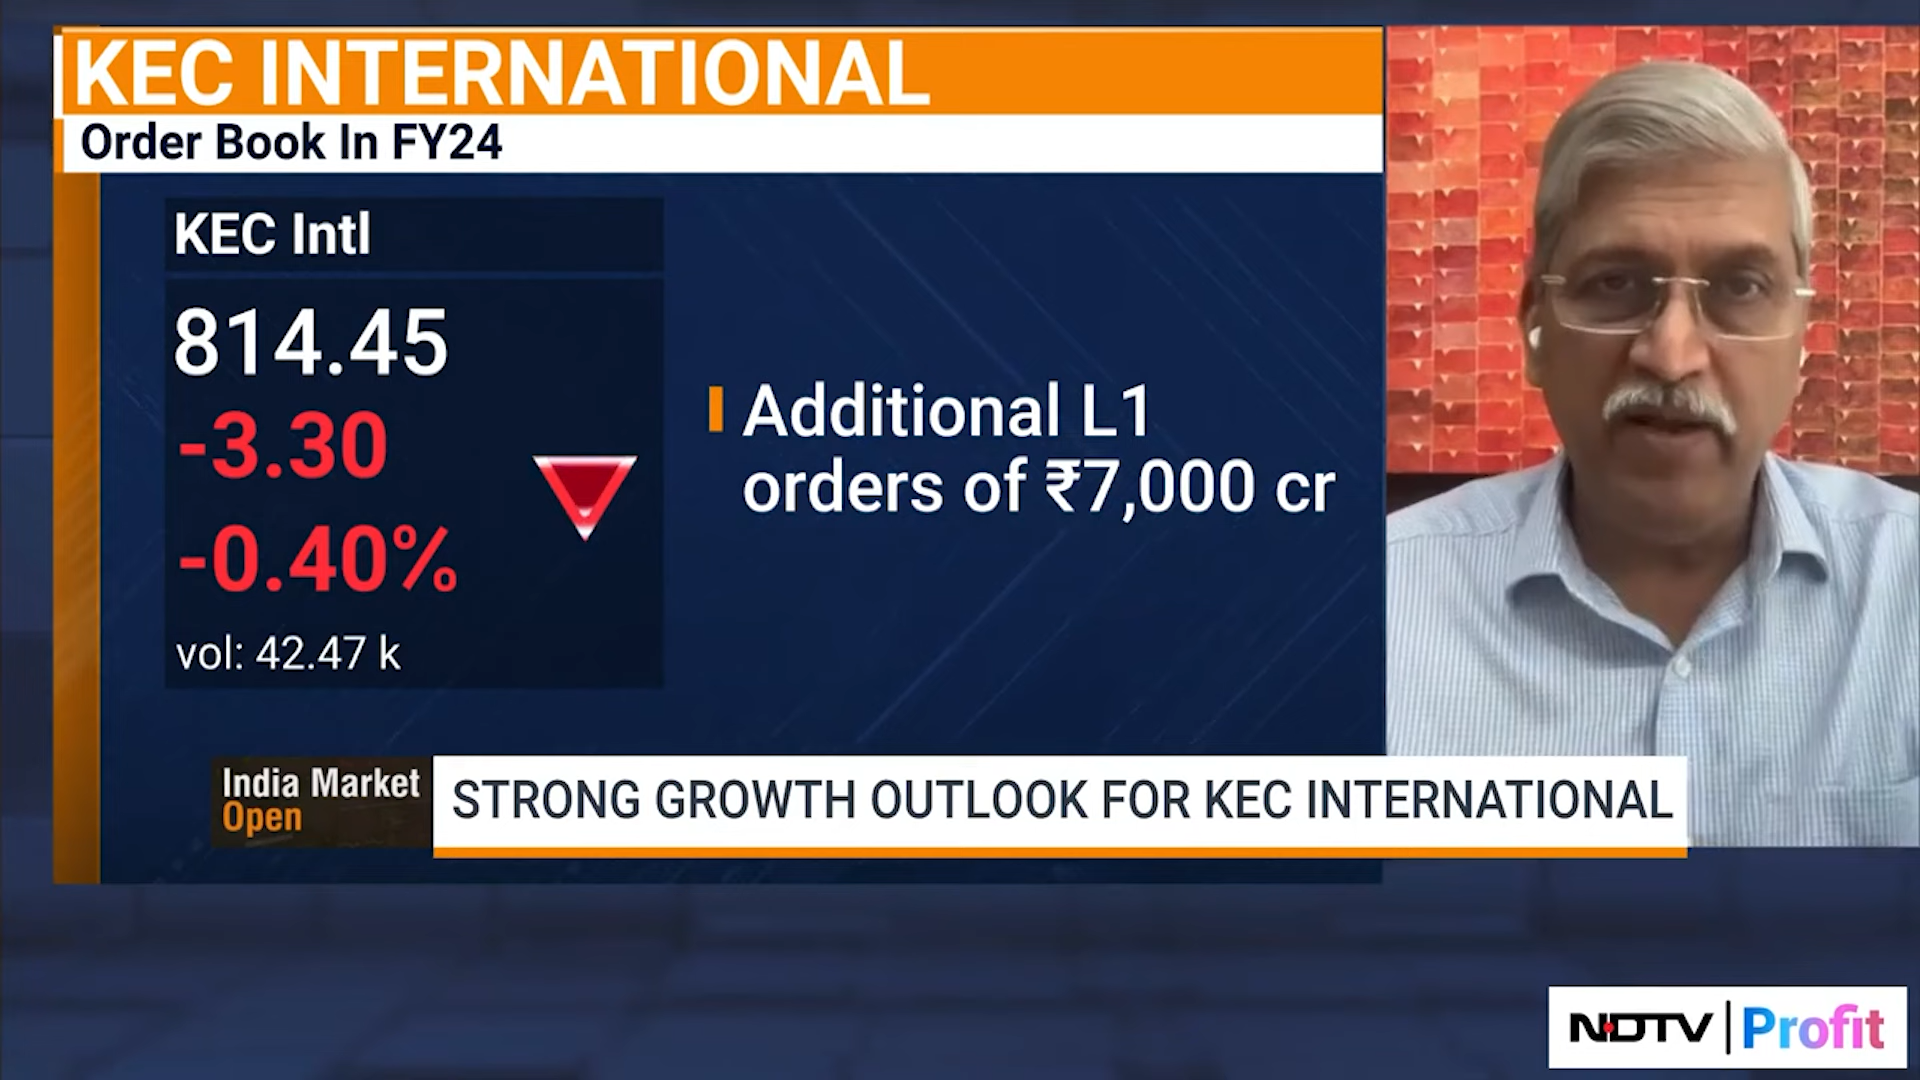 KEC INTERNATIONAL
Order Book In FY24
KEC Intl
814.45
-3.30
-0.40%
vol: 42.47 k
Additional L1
orders of ₹7,000 cr
India Market
Open
STRONG GROWTH OUTLOOK FOR KEC INTERNATIONAL
NDTV Profit